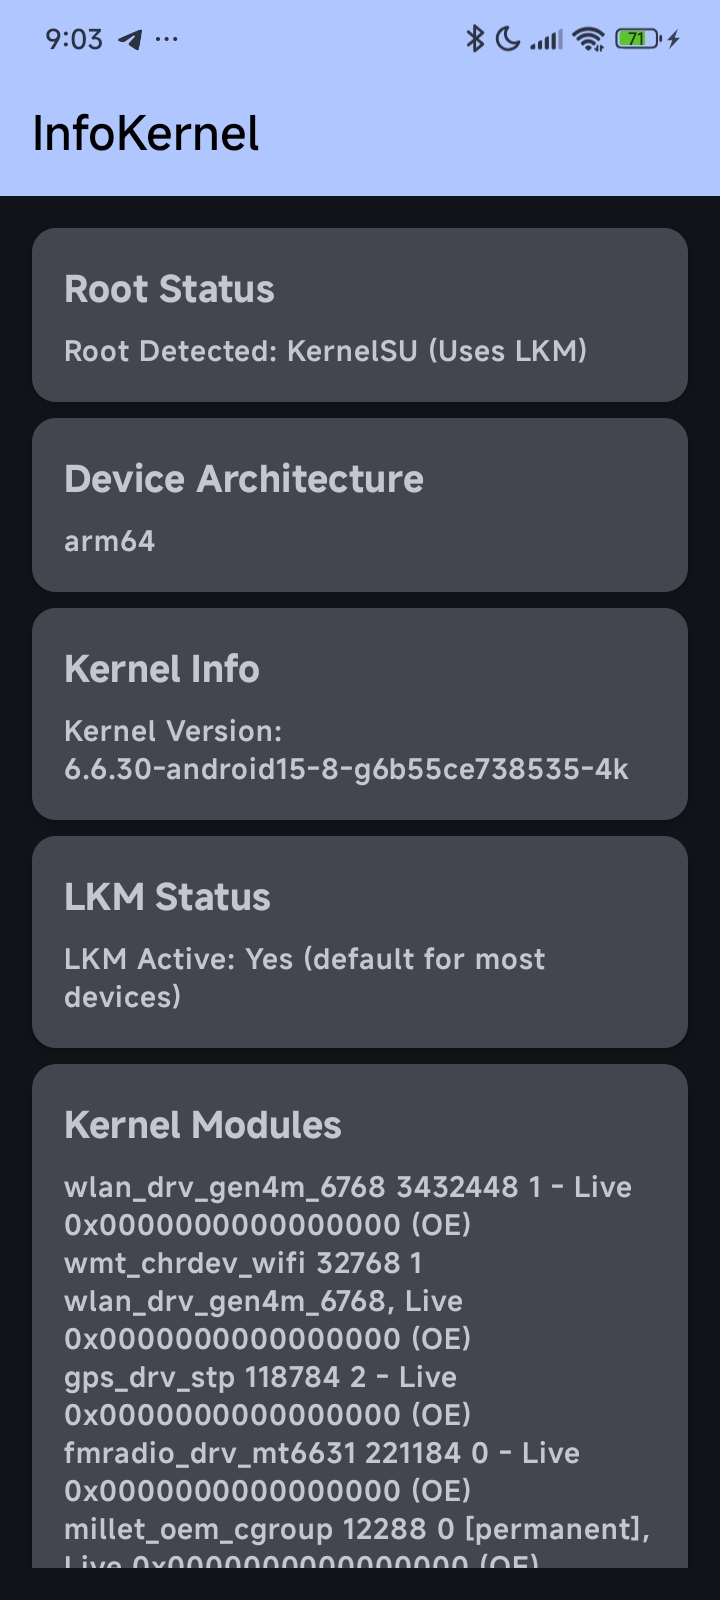 9:03
71
InfoKernel
Root Status
Root Detected: KernelSU (Uses LKM)
Device Architecture
arm64
Kernel Info
Kernel Version:
6.6.30-android15-8-g6b55ce738535-4k
LKM Status
LKM Active: Yes (default for most
devices)
Kernel Modules
wlan_drv_gen4m_6768 3432448 1 - Live
0x0000000000000000 (OE)
wmt_chrdev_wifi 32768 1
wlan_drv_gen4m_6768, Live
0x0000000000000000 (OE)
gps_drv_stp 118784 2 - Live
0x0000000000000000 (OE)
fmradio_drv_mt6631 221184 0 - Live
0x0000000000000000 (OE)
millet_oem_cgroup 12288 0 [permanent],
Live 0x0000000000000000 (OE)